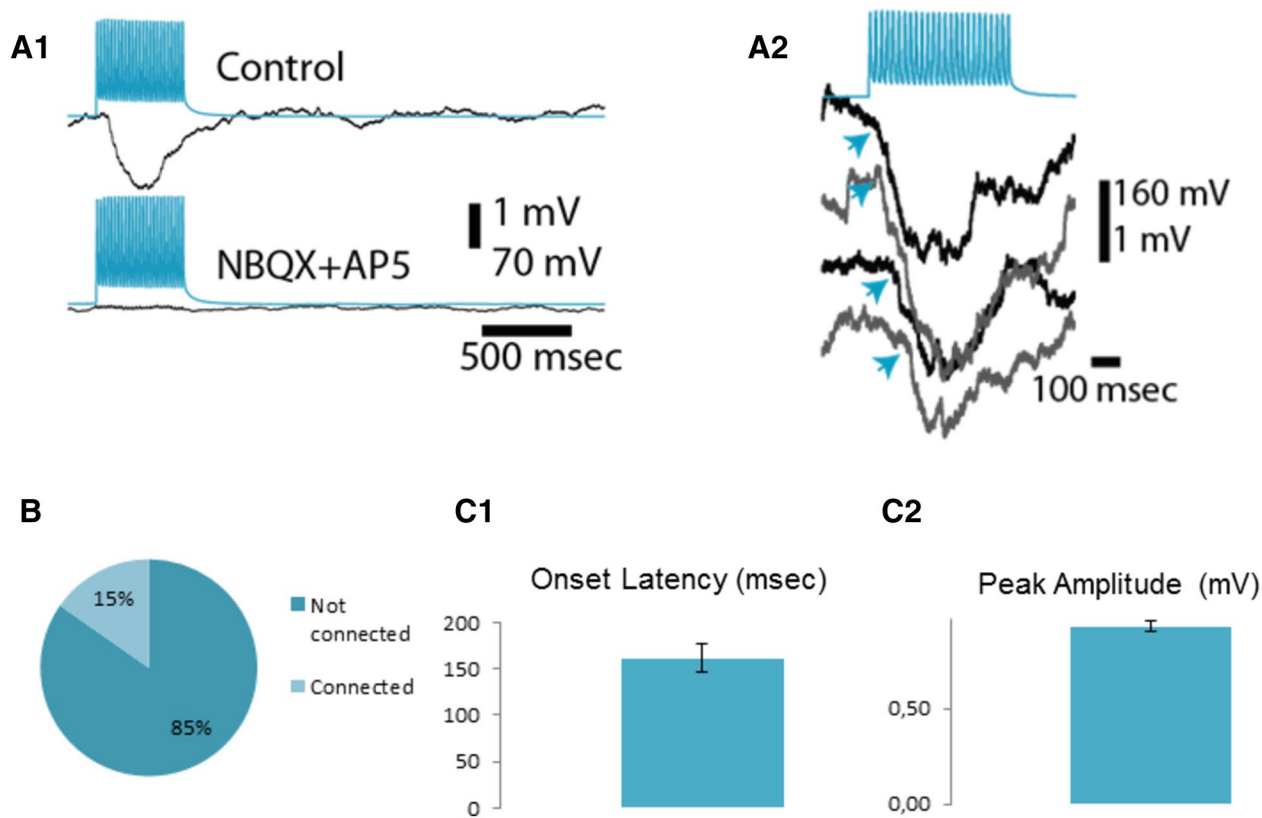 A1
Control
NBQX+AP5
1 mV
70 mV
500 msec
A2
160 mV
1 mV
100 msec
B
15%
85%
Not
connected
Connected
C1
Onset Latency (msec)
200
150
100
50
0
C2
Peak Amplitude (mV)
0,50
0,00